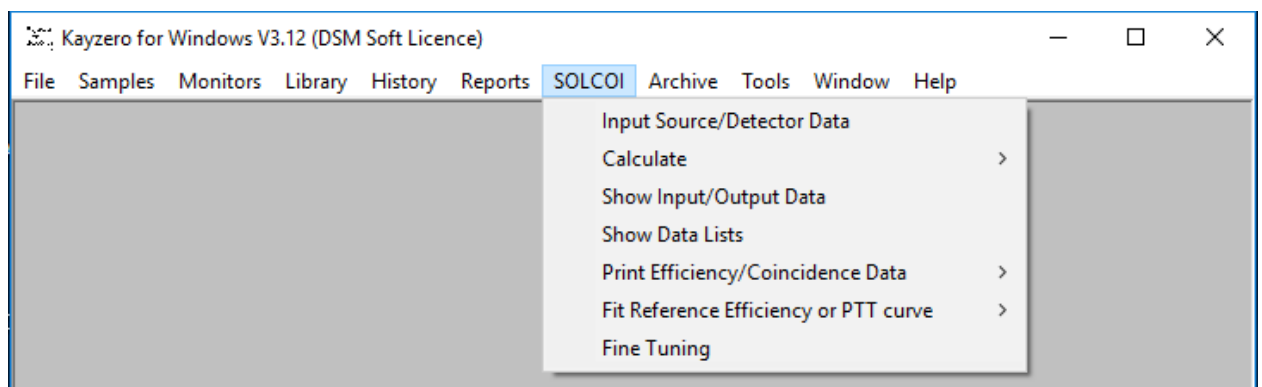 Kayzero for Windows V3.12 (DSM Soft Licence)
File Samples Monitors Library History Reports SOLCOI Archive Tools Window Help
Input Source/Detector Data
Calculate
Show Input/Output Data
Show Data Lists
Print Efficiency/Coincidence Data
Fit Reference Efficiency or PTT curve
Fine Tuning